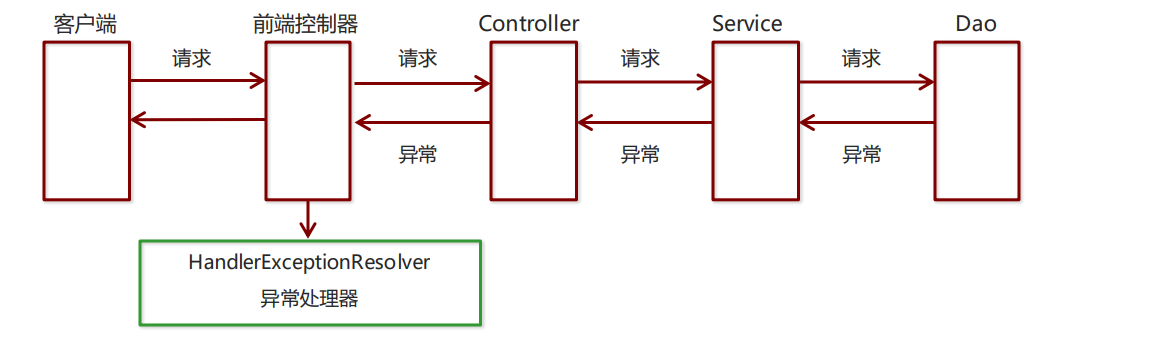 客户端
前端控制器
Controller
Service
Dao
请求
请求
请求
请求
异常
异常
异常
HandlerExceptionResolver
异常处理器